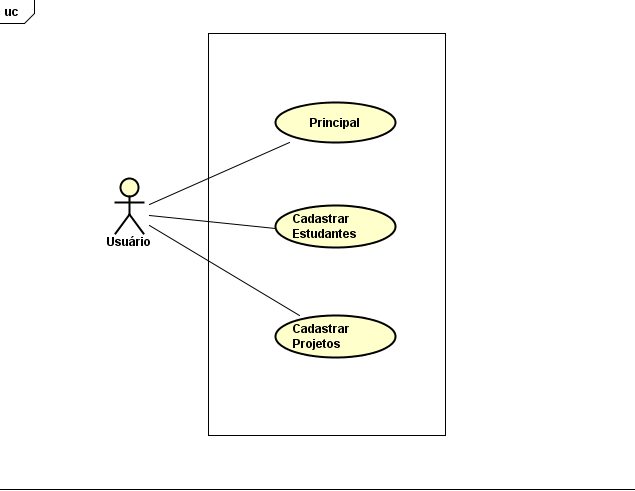 uc
Principal
Cadastrar
Estudantes
Usuário
Cadastrar
Projetos